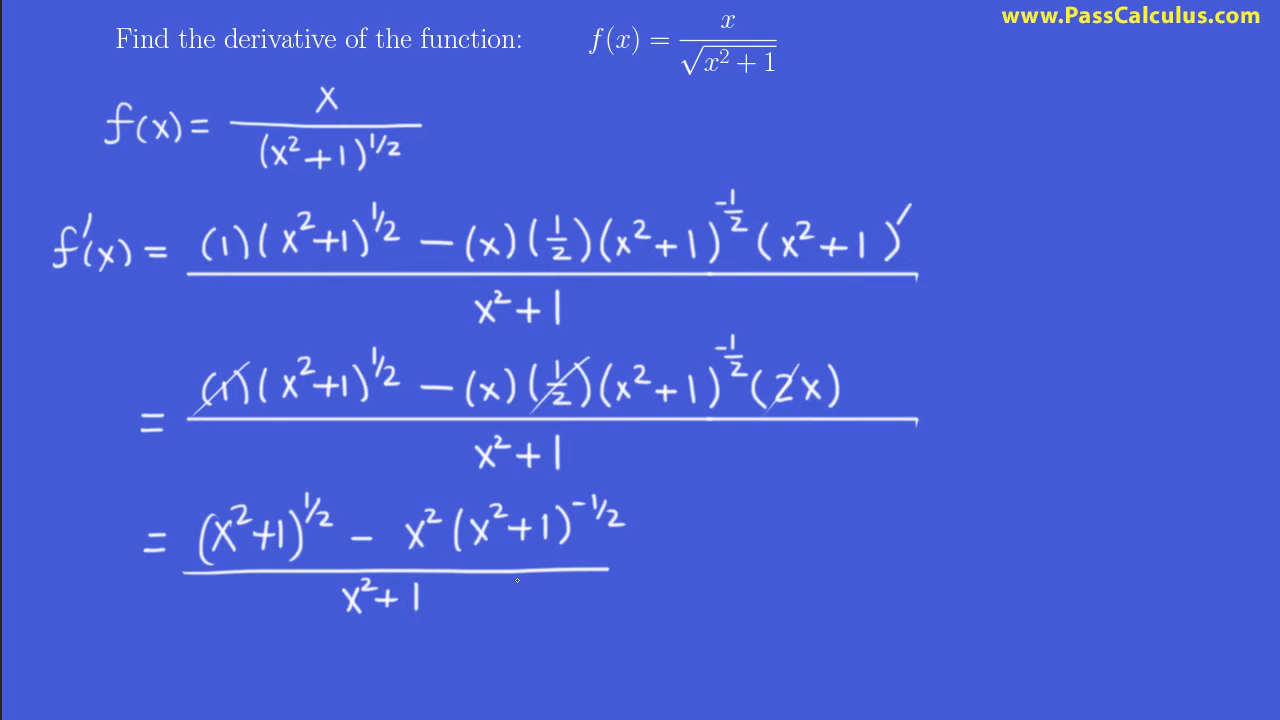 www.PassCalculus.com
Find the derivative of the function: f(x) = x / √(x² + 1)
f(x) = x / (x²+1)^1/2
f'(x) = (1)(x²+1)^1/2 − (x)(1/2)(x²+1)^-1/2 (x²+1)' / x²+1
= (1)(x²+1)^1/2 − (x)(1/2)(x²+1)^-1/2 (2x) / x²+1
= (x²+1)^1/2 − x²(x²+1)^-1/2 / x²+1